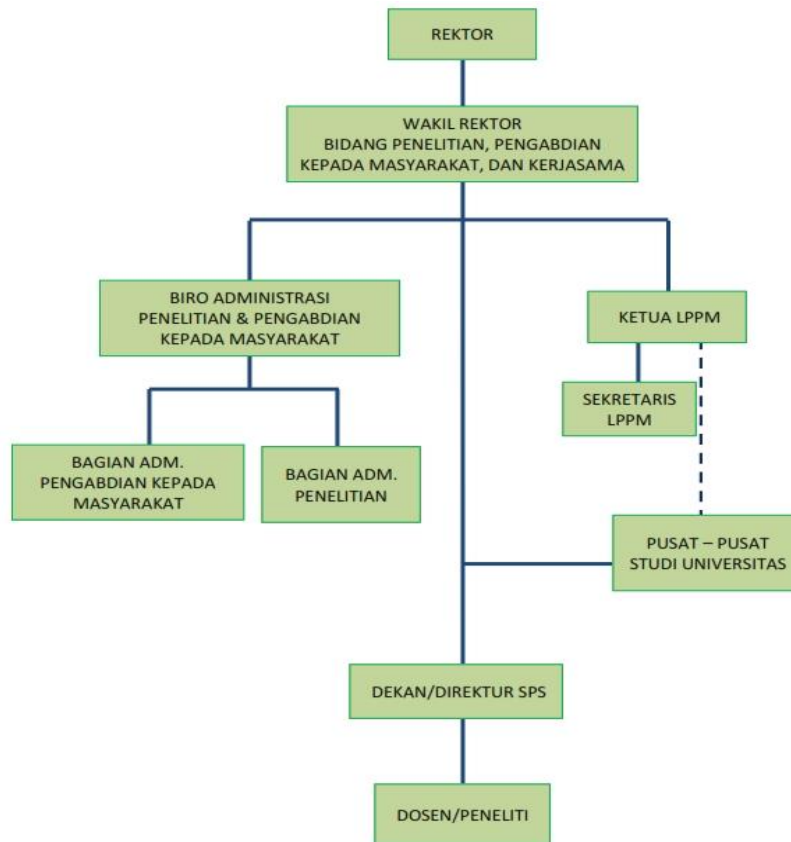 REKTOR
WAKIL REKTOR
BIDANG PENELITIAN, PENGABDIAN
KEPADA MASYARAKAT, DAN KERJASAMA
BIRO ADMINISTRASI
PENELITIAN & PENGABDIAN
KEPADA MASYARAKAT
KETUA LPPM
SEKRETARIS
LPPM
BAGIAN ADM.
PENGABDIAN KEPADA
MASYARAKAT
BAGIAN ADM.
PENELITIAN
PUSAT – PUSAT
STUDI UNIVERSITAS
DEKAN/DIREKTUR SPS
DOSEN/PENELITI